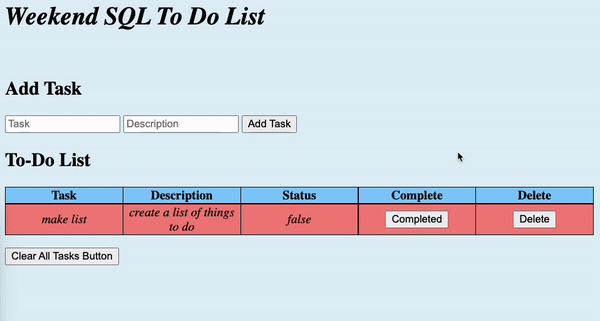 Weekend SQL To Do List
Add Task
Task Description Add Task
To-Do List
Task Description Status Complete Delete
make list create a list of things to do false Completed Delete
Clear All Tasks Button